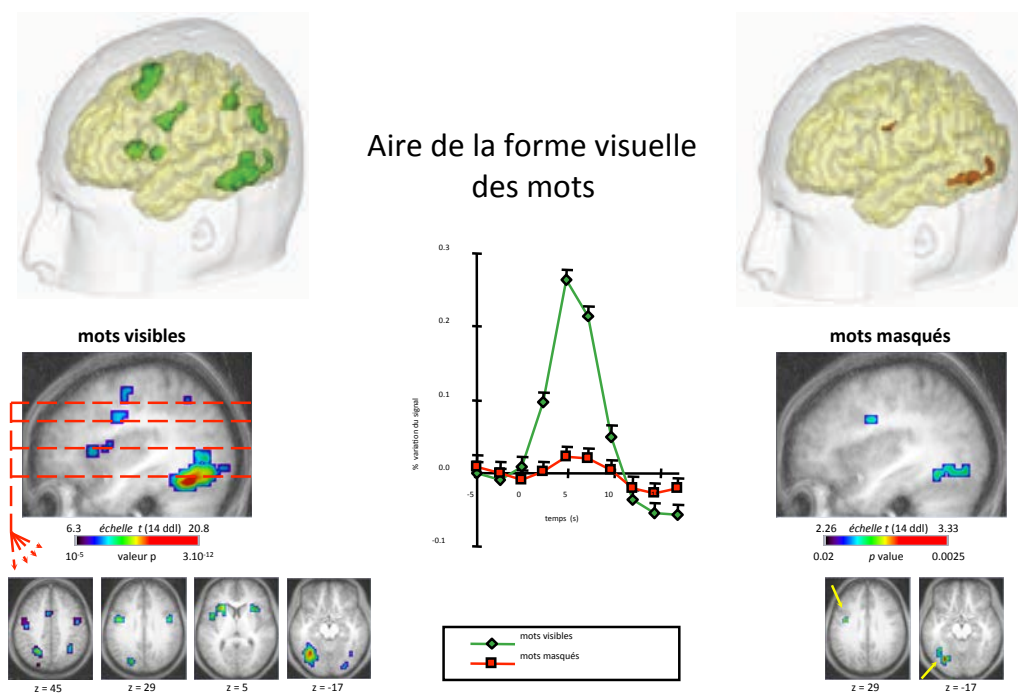 Aire de la forme visuelle
des mots
mots visibles
6.3 échelle t (14 ddl) 20.8
10-5 valeur p 3.10-12
z = 45
z = 29
z = 5
z = -17
0.3
0.2
0.1
0.0
-0.1
% variation du signal
-5 0 5 10
temps (s)
mots visibles
mots masqués
mots masqués
2.26 échelle t (14 ddl) 3.33
0.02 p value 0.0025
z = 29
z = -17